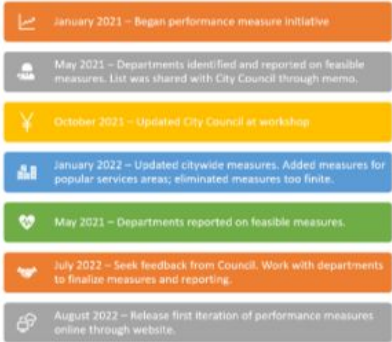 January 2021 – Began performance measure initiative
May 2021 – Departments identified and reported on feasible
measures. List was shared with City Council through memo.
October 2021 – Updated City Council at workshop
January 2022 – Updated citywide measures. Added measures for
popular services areas; eliminated measures too finite.
May 2021 – Departments reported on feasible measures.
July 2022 – Seek feedback from Council. Work with departments
to finalize measures and reporting.
August 2022 – Release first iteration of performance measures
online through website.